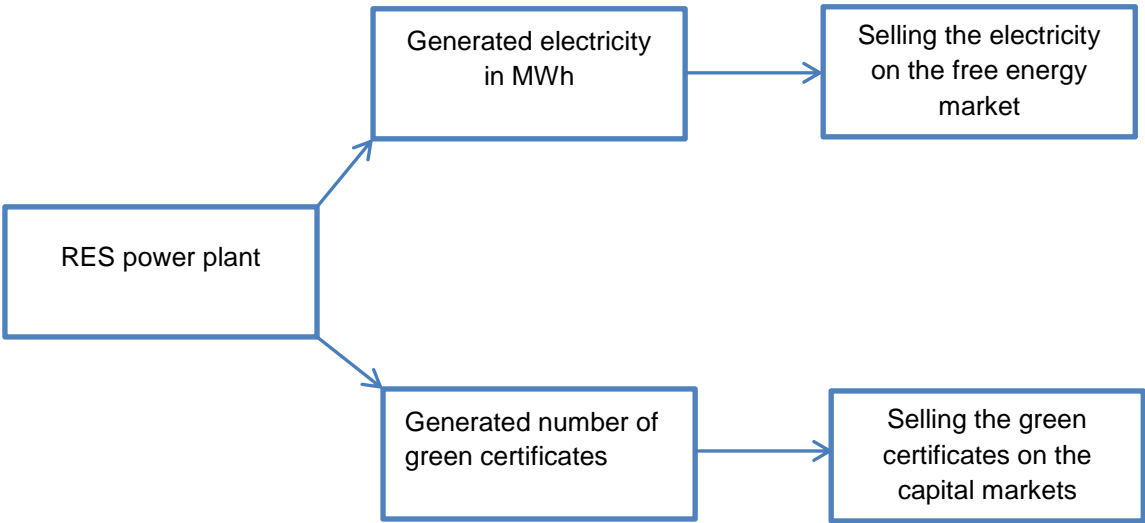 Generated electricity
in MWh
Selling the electricity
on the free energy
market
RES power plant
Generated number of
green certificates
Selling the green
certificates on the
capital markets